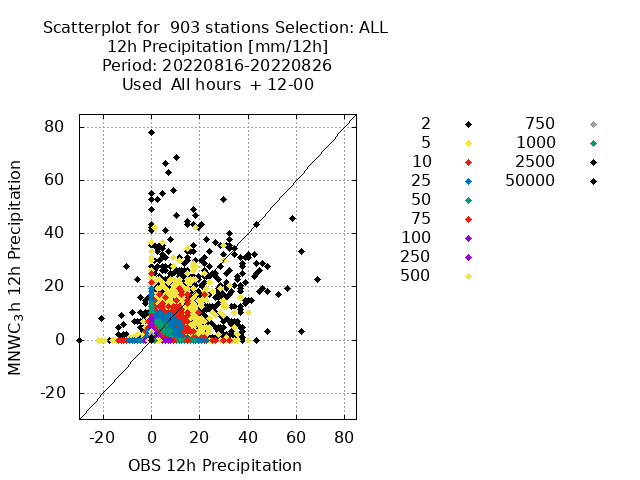 Scatterplot for  903 stations Selection: ALL
12h Precipitation [mm/12h]
Period: 20220816-20220826
Used  All hours  + 12-00
2
5
10
25
50
75
100
250
500
750
1000
2500
50000
80
60
40
20
0
-20
-20 0 20 40 60 80
MNWC3h 12h Precipitation
OBS 12h Precipitation